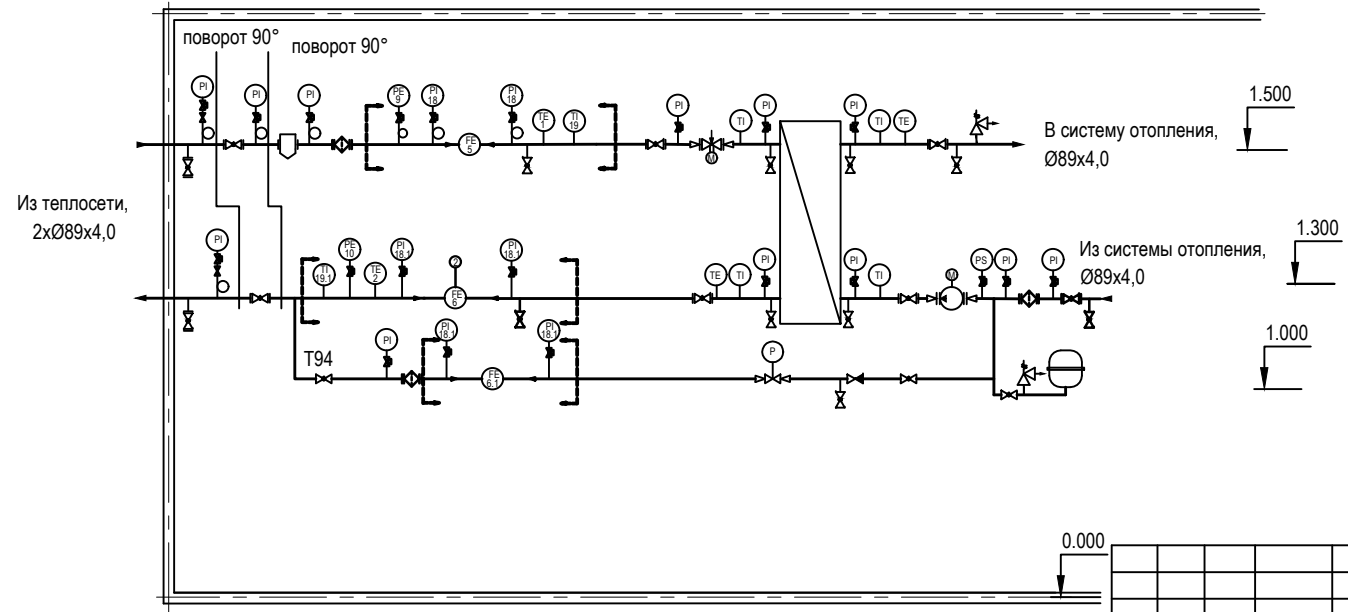 поворот 90°
поворот 90°
PI
PI
PI
PE 9
PI 18
FE 5
PI 18
TE 1
TI 19
PI
M
TI
PI
PI
TI
TE
В систему отопления,
Ø89x4,0
1.500
Из теплосети,
2xØ89x4,0
PI
TI 19.1
PE 10
TE 2
PI 18.1
2
FE 6
PI 18.1
TE
TI
PI
PI
TI
M
PS
PI
PI
Из системы отопления,
Ø89x4,0
1.300
T94
PI
PI 18.1
FE 6.1
PI 18.1
P
1.000
0.000